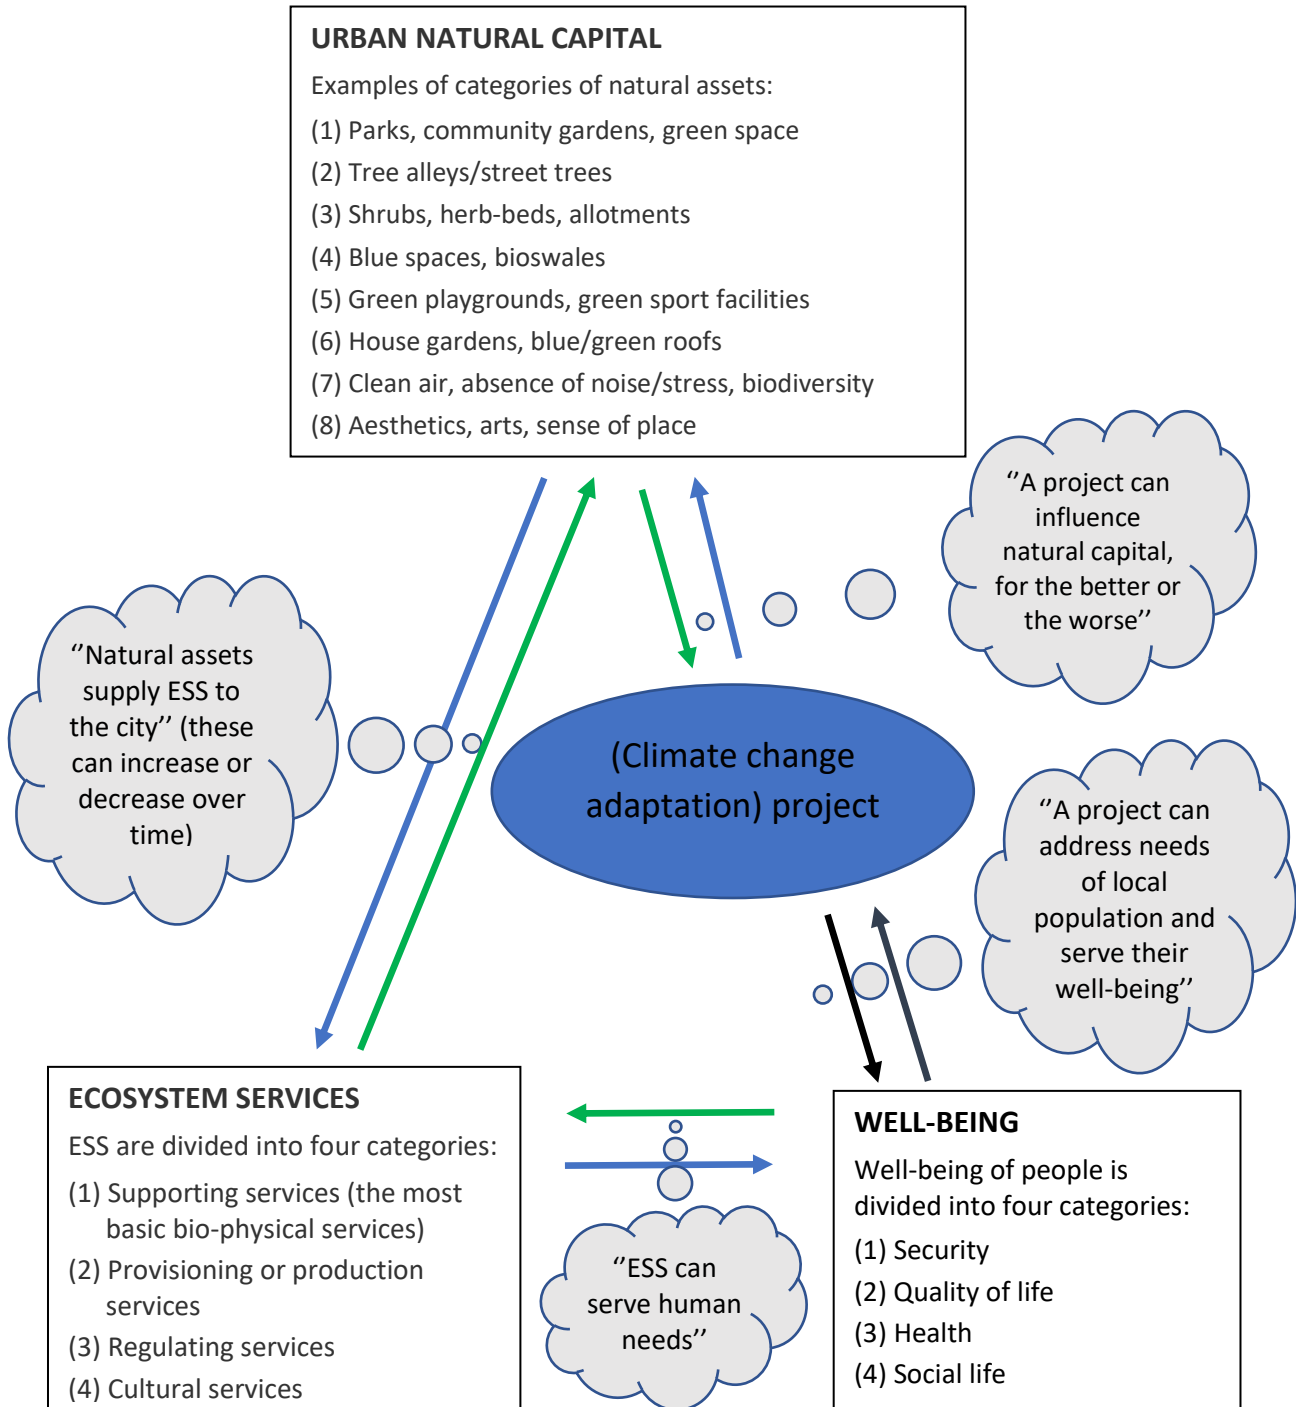 URBAN NATURAL CAPITAL
Examples of categories of natural assets:
(1) Parks, community gardens, green space
(2) Tree alleys/street trees
(3) Shrubs, herb-beds, allotments
(4) Blue spaces, bioswales
(5) Green playgrounds, green sport facilities
(6) House gardens, blue/green roofs
(7) Clean air, absence of noise/stress, biodiversity
(8) Aesthetics, arts, sense of place
‘’A project can
influence
natural capital,
for the better or
the worse’’
‘’Natural assets
supply ESS to
the city’’ (these
can increase or
decrease over
time)
(Climate change
adaptation) project
‘’A project can
address needs
of local
population and
serve their
well-being’’
ECOSYSTEM SERVICES
ESS are divided into four categories:
(1) Supporting services (the most
basic bio-physical services)
(2) Provisioning or production
services
(3) Regulating services
(4) Cultural services
‘’ESS can
serve human
needs’’
WELL-BEING
Well-being of people is
divided into four categories:
(1) Security
(2) Quality of life
(3) Health
(4) Social life